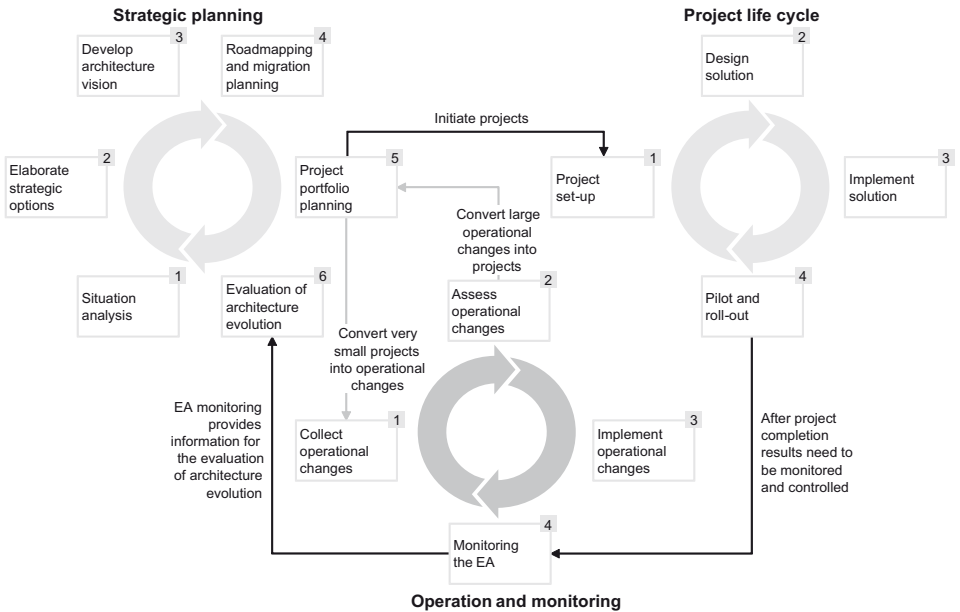 Strategic planning
3
Develop
architecture
vision
4
Roadmapping
and migration
planning
2
Elaborate
strategic
options
5
Project
portfolio
planning
1
Situation
analysis
6
Evaluation of
architecture
evolution
Initiate projects
Project life cycle
2
Design
solution
1
Project
set-up
3
Implement
solution
4
Pilot and
roll-out
Convert large
operational
changes into
projects
Convert very
small projects
into operational
changes
2
Assess
operational
changes
1
Collect
operational
changes
3
Implement
operational
changes
4
Monitoring
the EA
EA monitoring
provides
information for
the evaluation
of architecture
evolution
After project
completion
results need to
be monitored
and controlled
Operation and monitoring